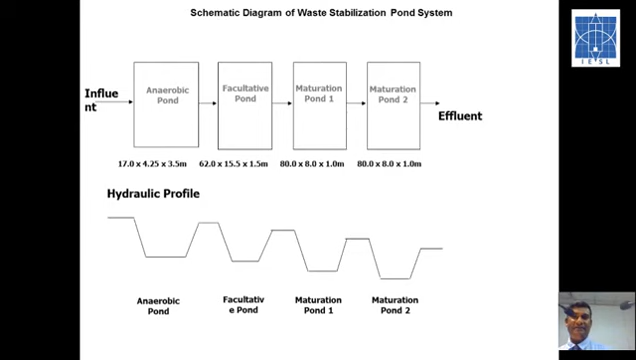 Schematic Diagram of Waste Stabilization Pond System
IESL
Influe
nt
Anaerobic
Pond
Facultative
Pond
Maturation
Pond 1
Maturation
Pond 2
Effluent
17.0 x 4.25 x 3.5m
62.0 x 15.5 x 1.5m
80.0 x 8.0 x 1.0m
80.0 x 8.0 x 1.0m
Hydraulic Profile
Anaerobic
Pond
Facultativ
e Pond
Maturation
Pond 1
Maturation
Pond 2